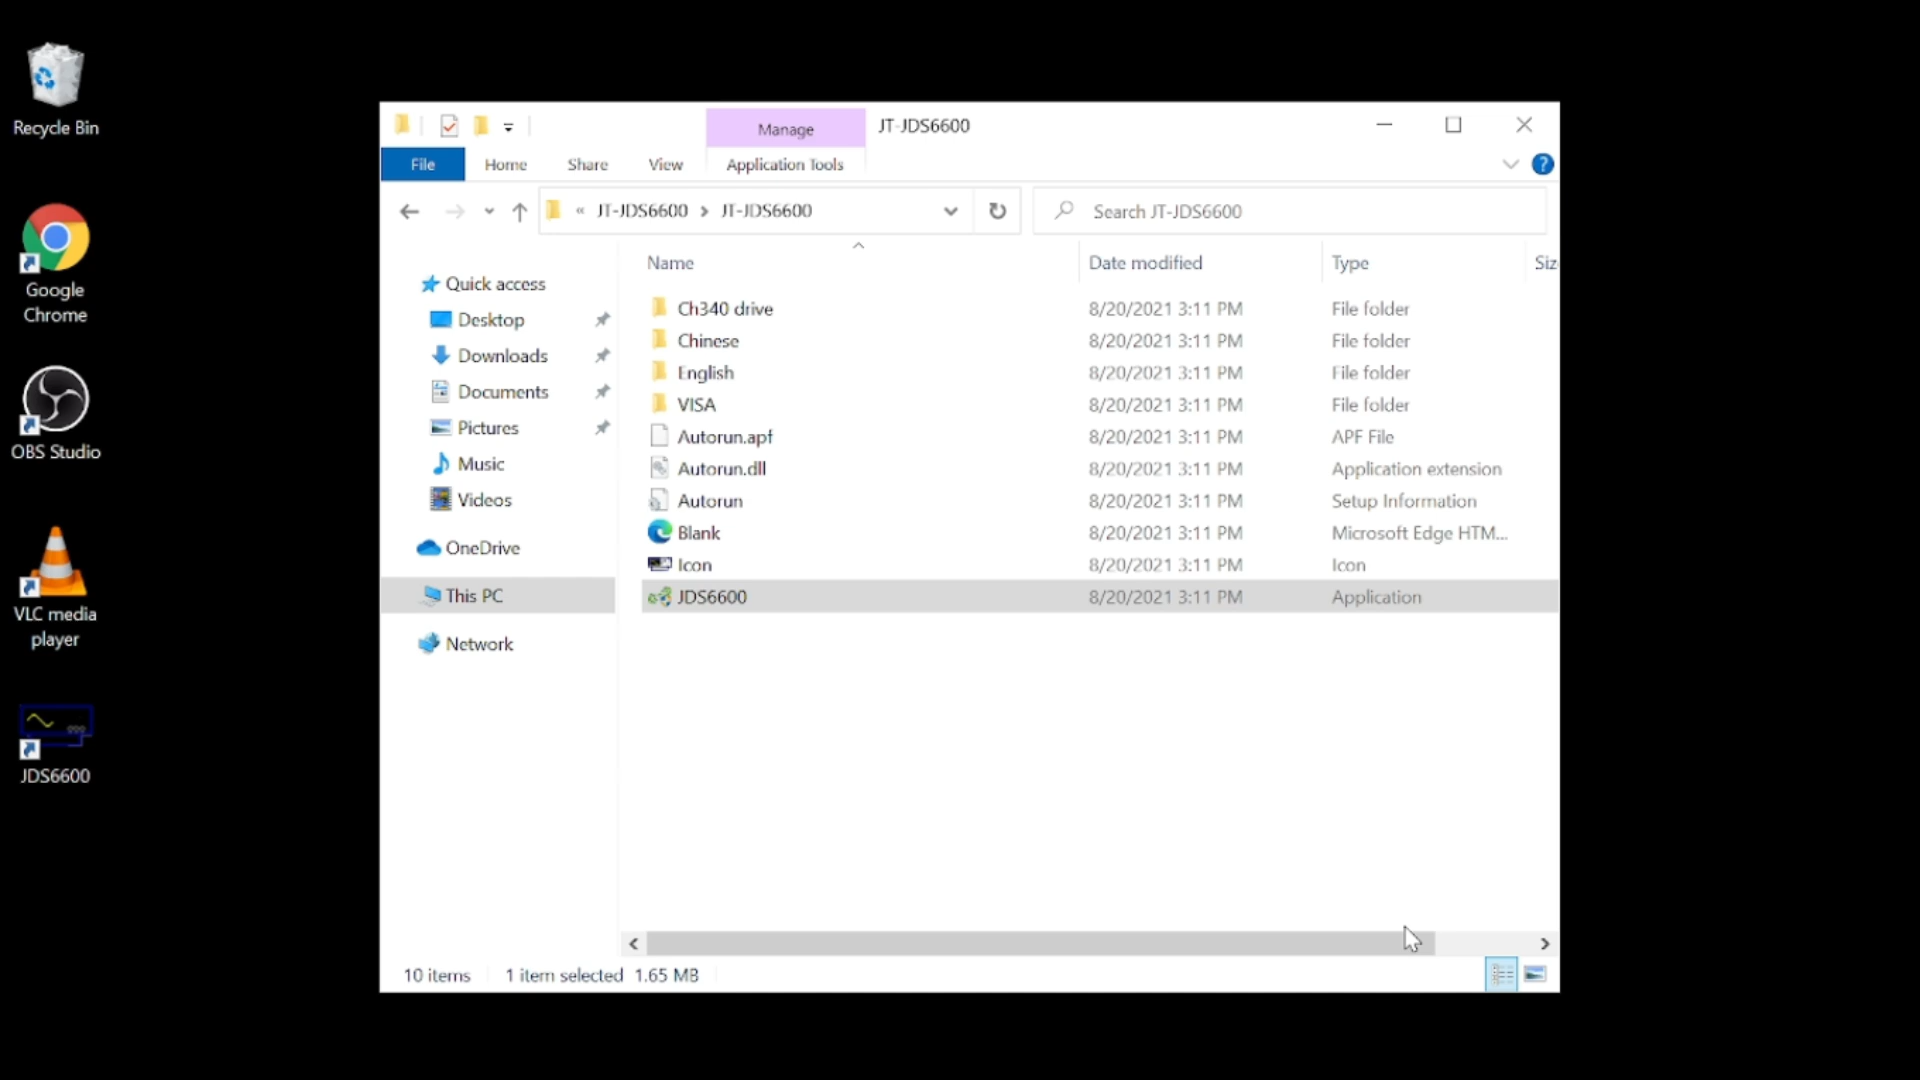 Recycle Bin
Google
Chrome
OBS Studio
VLC media
player
JDS6600
Manage
JT-JDS6600
File
Home
Share
View
Application Tools
?
« JT-JDS6600 > JT-JDS6600
Search JT-JDS6600
Quick access
Desktop
Downloads
Documents
Pictures
Music
Videos
OneDrive
This PC
Network
Name Date modified Type Siz
Ch340 drive 8/20/2021 3:11 PM File folder
Chinese 8/20/2021 3:11 PM File folder
English 8/20/2021 3:11 PM File folder
VISA 8/20/2021 3:11 PM File folder
Autorun.apf 8/20/2021 3:11 PM APF File
Autorun.dll 8/20/2021 3:11 PM Application extension
Autorun 8/20/2021 3:11 PM Setup Information
Blank 8/20/2021 3:11 PM Microsoft Edge HTM...
Icon 8/20/2021 3:11 PM Icon
JDS6600 8/20/2021 3:11 PM Application
10 items 1 item selected 1.65 MB